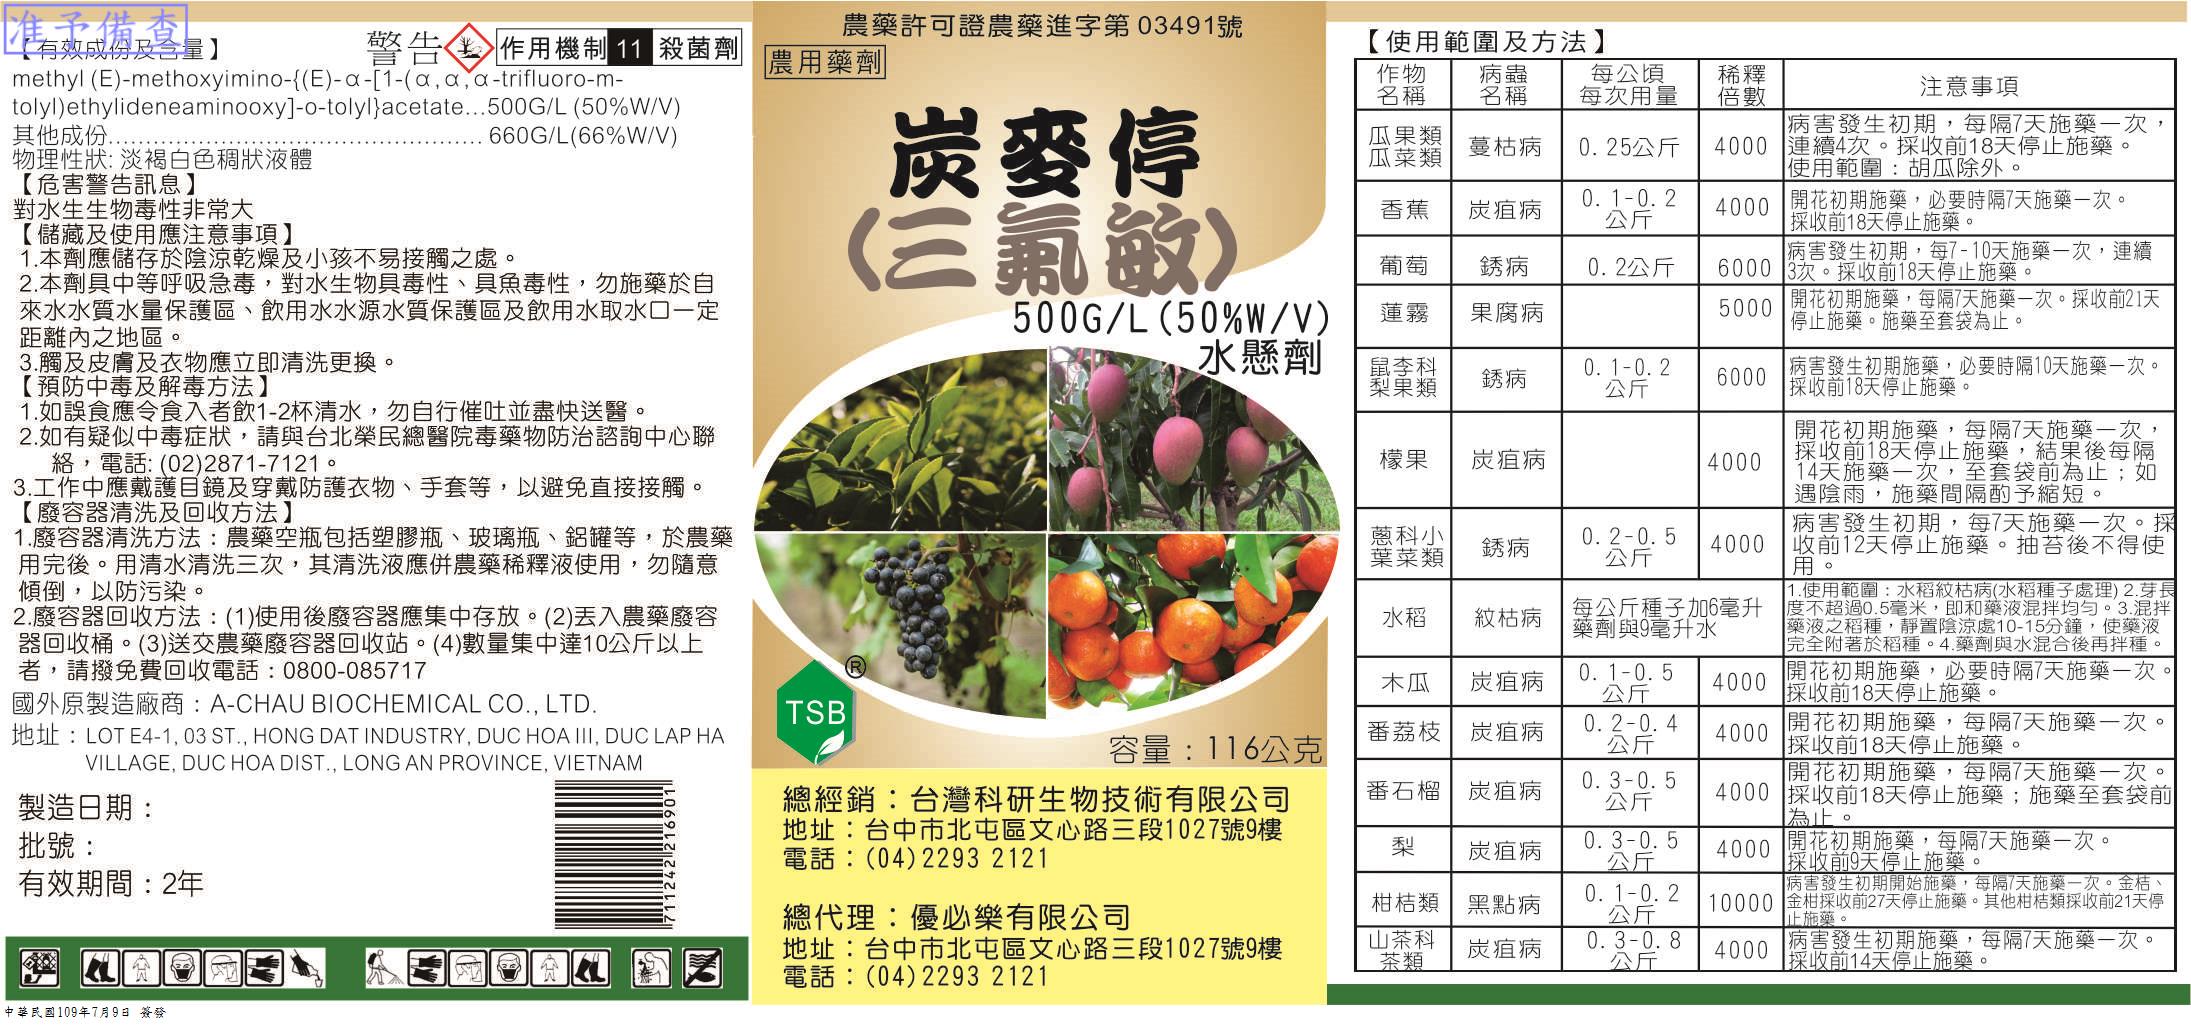 准予備查
【有效成份及含量】
警告
作用機制 11 殺菌劑
methyl (E)-methoxyimino-{(E)-α-[1-(α,α,α-trifluoro-m-
tolyl)ethylideneaminooxy]-o-tolyl}acetate...500G/L (50%W/V)
其他成份................................................ 660G/L(66%W/V)
物理性狀: 淡褐白色稠狀液體
【危害警告訊息】
對水生生物毒性非常大
【儲藏及使用應注意事項】
1.本劑應儲存於陰涼乾燥及小孩不易接觸之處。
2.本劑具中等呼吸急毒，對水生物具毒性、具魚毒性，勿施藥於自
來水水質水量保護區、飲用水水源水質保護區及飲用水取水口一定
距離內之地區。
3.觸及皮膚及衣物應立即清洗更換。
【預防中毒及解毒方法】
1.如誤食應令食入者飲1-2杯清水，勿自行催吐並盡快送醫。
2.如有疑似中毒症狀，請與台北榮民總醫院毒藥物防治諮詢中心聯
絡，電話: (02)2871-7121。
3.工作中應戴護目鏡及穿戴防護衣物、手套等，以避免直接接觸。
【廢容器清洗及回收方法】
1.廢容器清洗方法：農藥空瓶包括塑膠瓶、玻璃瓶、鋁罐等，於農藥
用完後。用清水清洗三次，其清洗液應併農藥稀釋液使用，勿隨意
傾倒，以防污染。
2.廢容器回收方法：(1)使用後廢容器應集中存放。(2)丟入農藥廢容
器回收桶。(3)送交農藥廢容器回收站。(4)數量集中達10公斤以上
者，請撥免費回收電話：0800-085717
國外原製造廠商：A-CHAU BIOCHEMICAL CO., LTD.
地址：LOT E4-1, 03 ST., HONG DAT INDUSTRY, DUC HOA III, DUC LAP HA
VILLAGE, DUC HOA DIST., LONG AN PROVINCE, VIETNAM
製造日期：
批號：
有效期間：2年
7112422216901
中華民國109年7月9日 簽發
農藥許可證農藥進字第 03491號
農用藥劑
炭麥停
(三氟敏)
500G/L(50%W/V)
水懸劑
®
TSB
容量：116公克
總經銷：台灣科研生物技術有限公司
地址：台中市北屯區文心路三段1027號9樓
電話：(04)2293 2121
總代理：優必樂有限公司
地址：台中市北屯區文心路三段1027號9樓
電話：(04)2293 2121
【使用範圍及方法】
作物名稱 病蟲名稱 每公頃每次用量 稀釋倍數 注意事項
瓜果類瓜菜類 蔓枯病 0.25公斤 4000 病害發生初期，每隔7天施藥一次，
連續4次。採收前18天停止施藥。
使用範圍：胡瓜除外。
香蕉 炭疽病 0.1-0.2公斤 4000 開花初期施藥，必要時隔7天施藥一次。
採收前18天停止施藥。
葡萄 銹病 0.2公斤 6000 病害發生初期，每7-10天施藥一次，連續
3次。採收前18天停止施藥。
蓮霧 果腐病 5000 開花初期施藥，每隔7天施藥一次。採收前21天
停止施藥。施藥至套袋為止。
鼠李科梨果類 銹病 0.1-0.2公斤 6000 病害發生初期施藥，必要時隔10天施藥一次。
採收前18天停止施藥。
檬果 炭疽病 4000 開花初期施藥，每隔7天施藥一次，
採收前18天停止施藥，結果後每隔
14天施藥一次，至套袋前為止；如
遇陰雨，施藥間隔酌予縮短。
蔥科小葉菜類 銹病 0.2-0.5公斤 4000 病害發生初期，每7天施藥一次。採
收前12天停止施藥。抽苔後不得使
用。
水稻 紋枯病 每公斤種子加6毫升藥劑與9毫升水 1.使用範圍：水稻紋枯病(水稻種子處理) 2.芽長
度不超過0.5毫米，即和藥液混拌均勻。3.混拌
藥液之稻種，靜置陰涼處10-15分鐘，使藥液
完全附著於稻種。4.藥劑與水混合後再拌種。
木瓜 炭疽病 0.1-0.5公斤 4000 開花初期施藥，必要時隔7天施藥一次。
採收前18天停止施藥。
番荔枝 炭疽病 0.2-0.4公斤 4000 開花初期施藥，每隔7天施藥一次。
採收前18天停止施藥。
番石榴 炭疽病 0.3-0.5公斤 4000 開花初期施藥，每隔7天施藥一次。
採收前18天停止施藥；施藥至套袋前
為止。
梨 炭疽病 0.3-0.5公斤 4000 開花初期施藥，每隔7天施藥一次。
採收前9天停止施藥。
柑桔類 黑點病 0.1-0.2公斤 10000 病害發生初期開始施藥，每隔7天施藥一次。金桔、
金柑採收前27天停止施藥。其他柑桔類採收前21天停
止施藥。
山茶科茶類 炭疽病 0.3-0.8公斤 4000 病害發生初期施藥，每隔7天施藥一次。
採收前14天停止施藥。